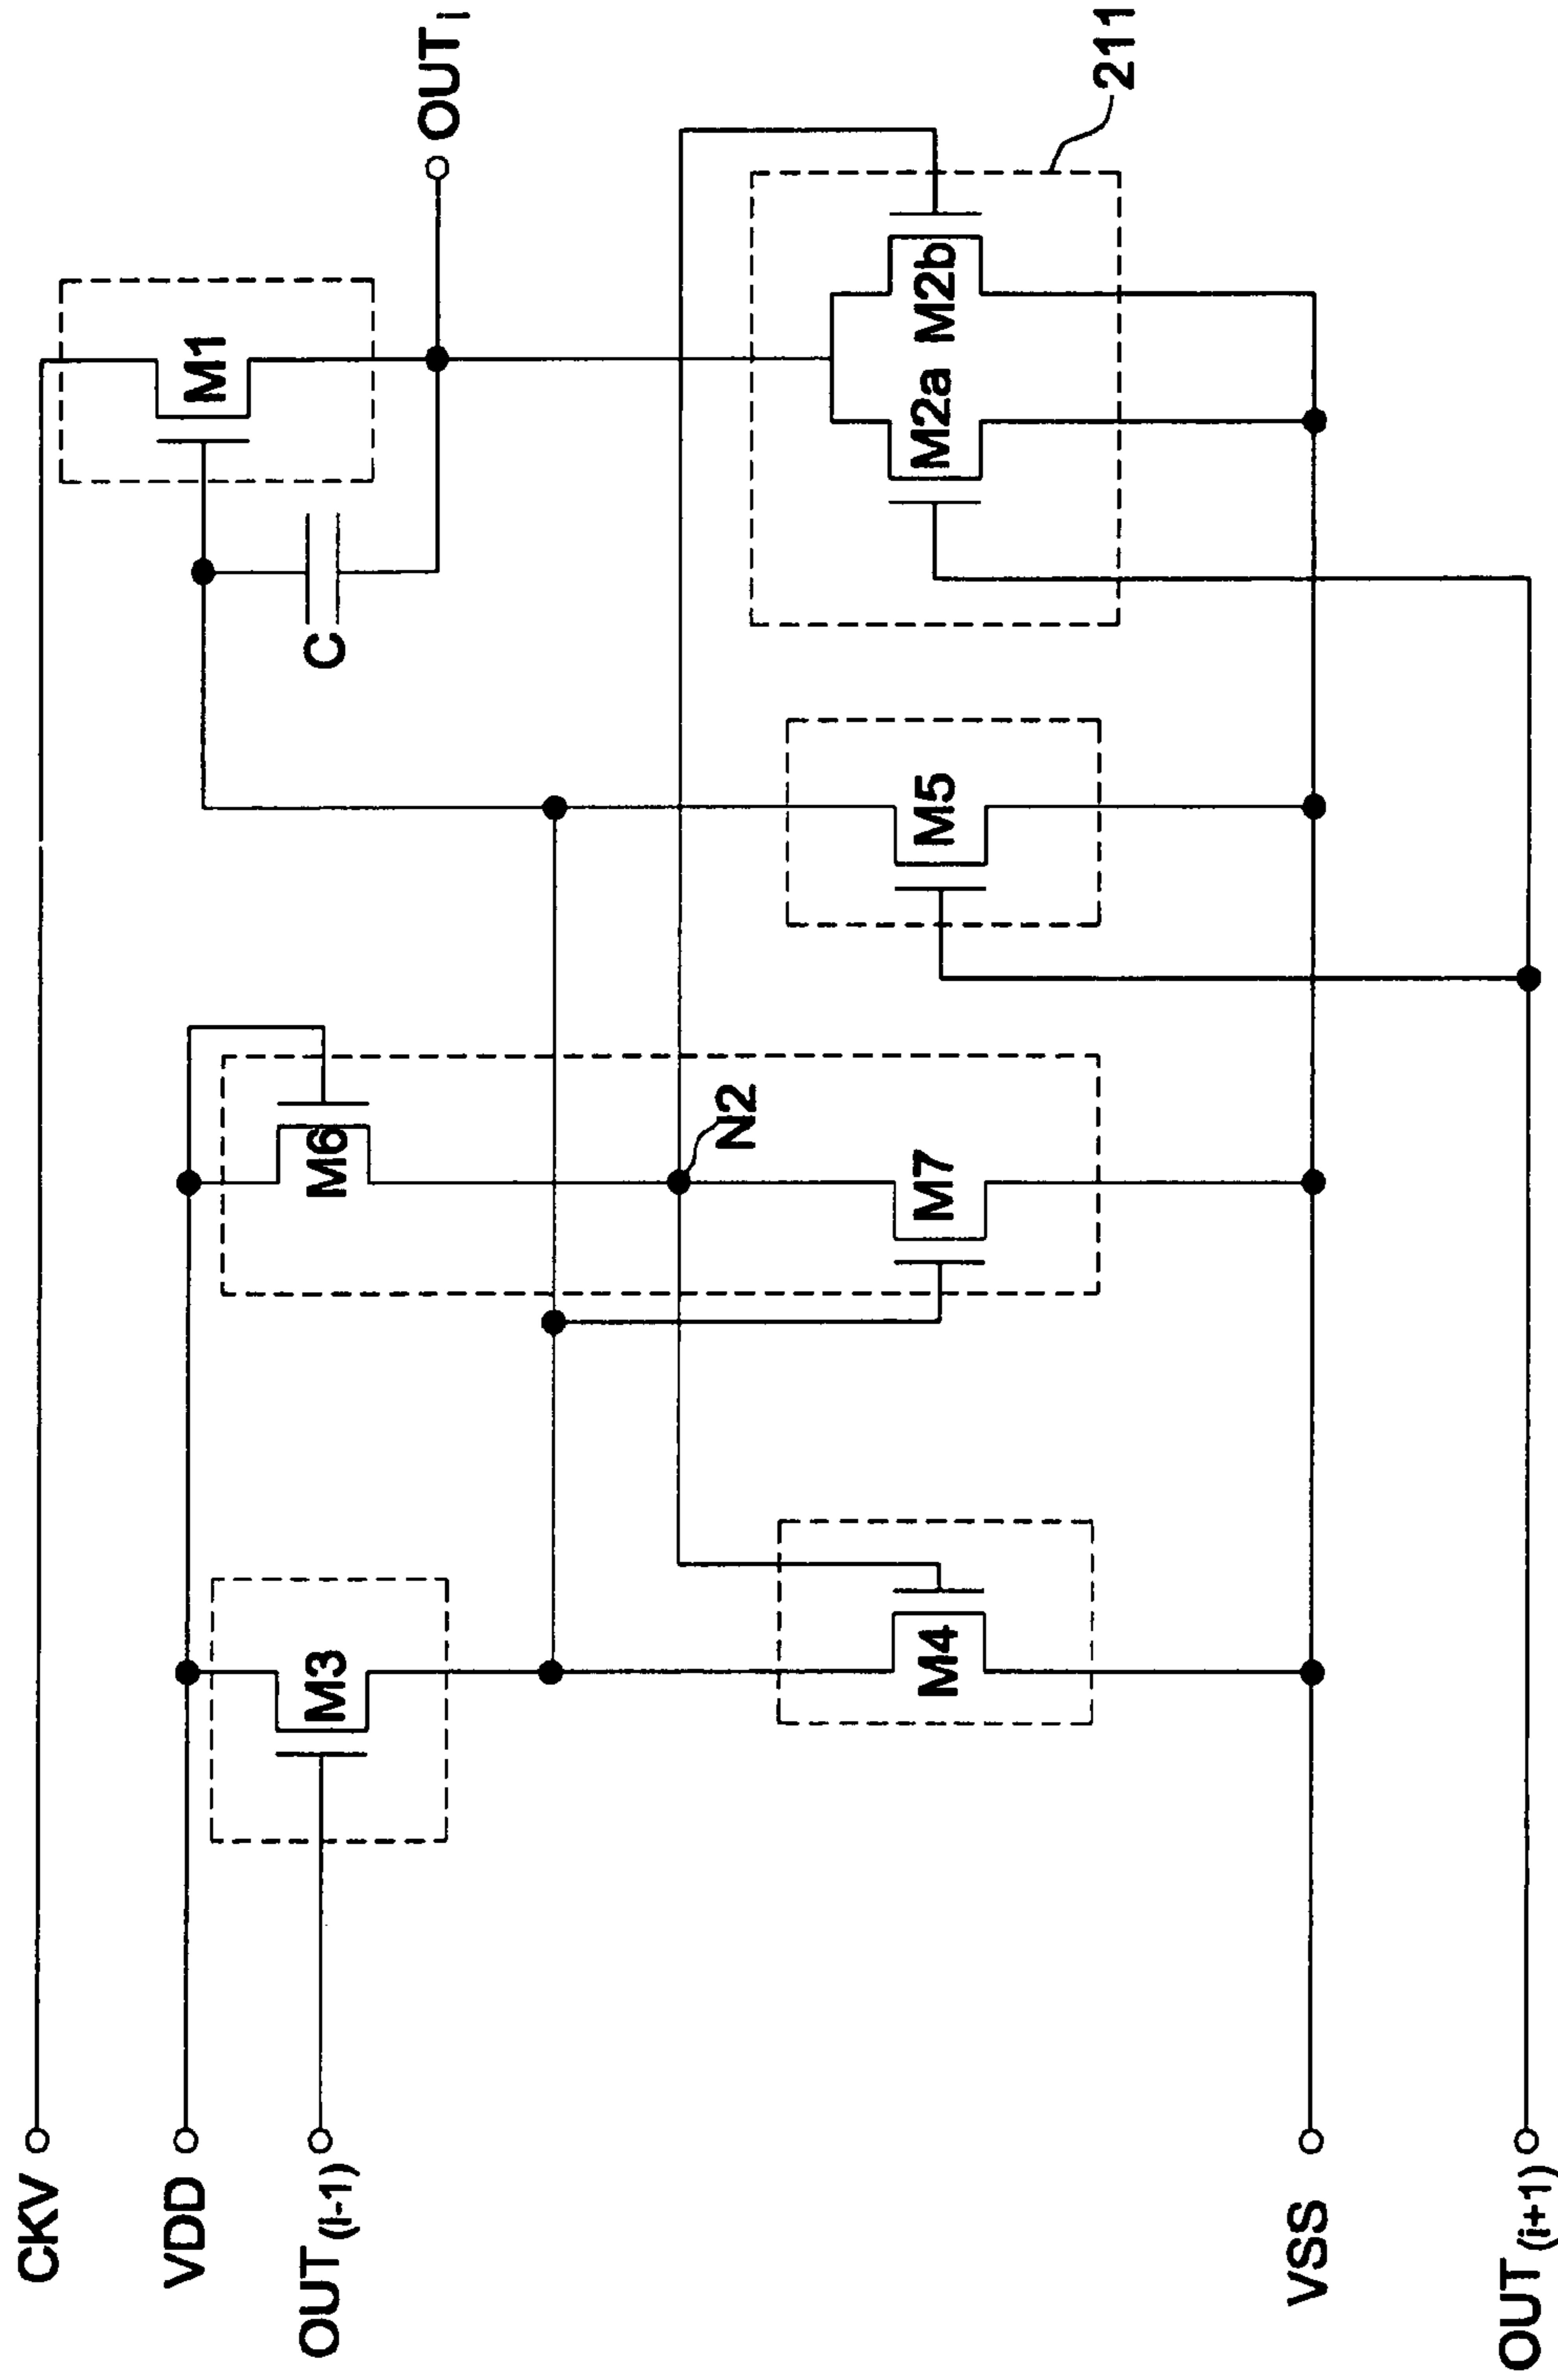 CKV
VDD
OUT(i-1)
VSS
OUT(i+1)
M3
M4
M6
N2
M7
M5
C
M1
OUTi
M2a
M2b
211